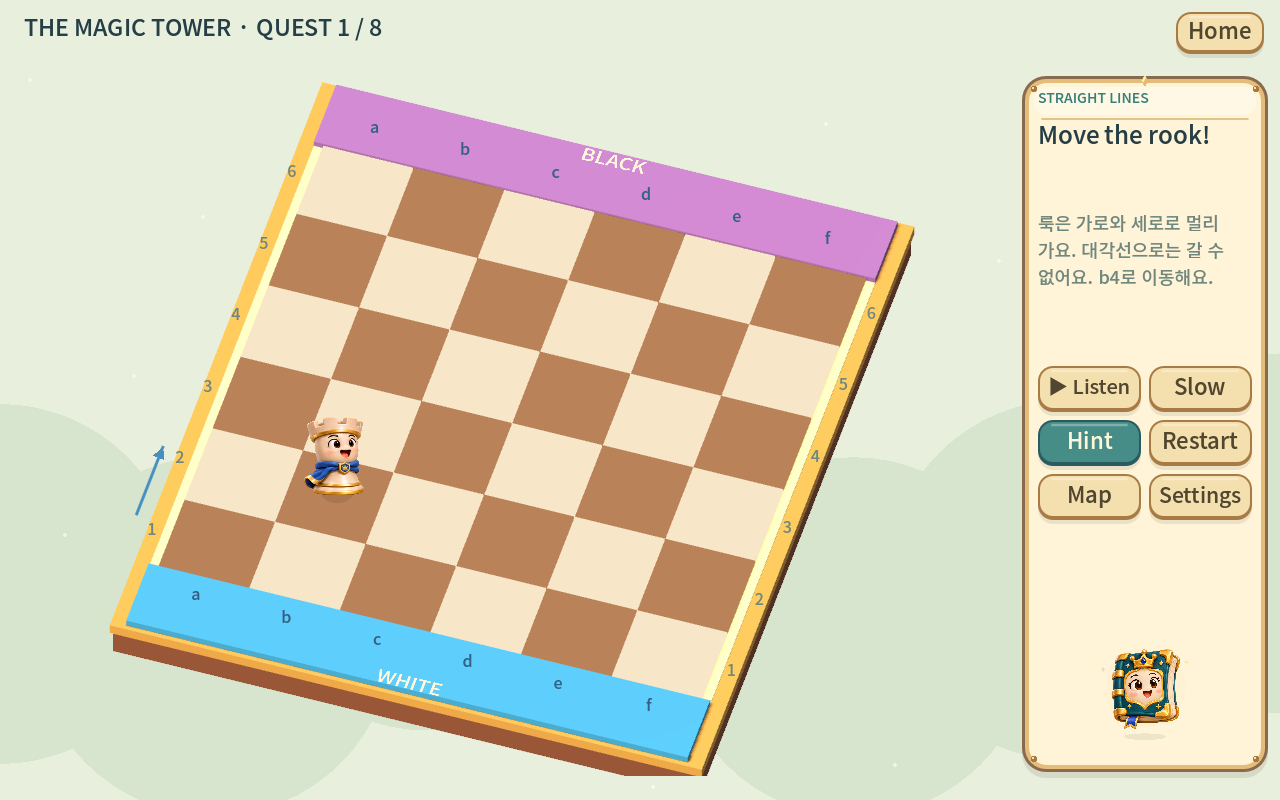 THE MAGIC TOWER · QUEST 1 / 8
Home
STRAIGHT LINES
Move the rook!
룩은 가로와 세로로 멀리
가요. 대각선으로는 갈 수
없어요. b4로 이동해요.
▶ Listen
Slow
Hint
Restart
Map
Settings
BLACK
a
b
c
d
e
f
6
5
4
3
2
1
6
5
4
3
2
1
a
b
c
d
e
f
WHITE